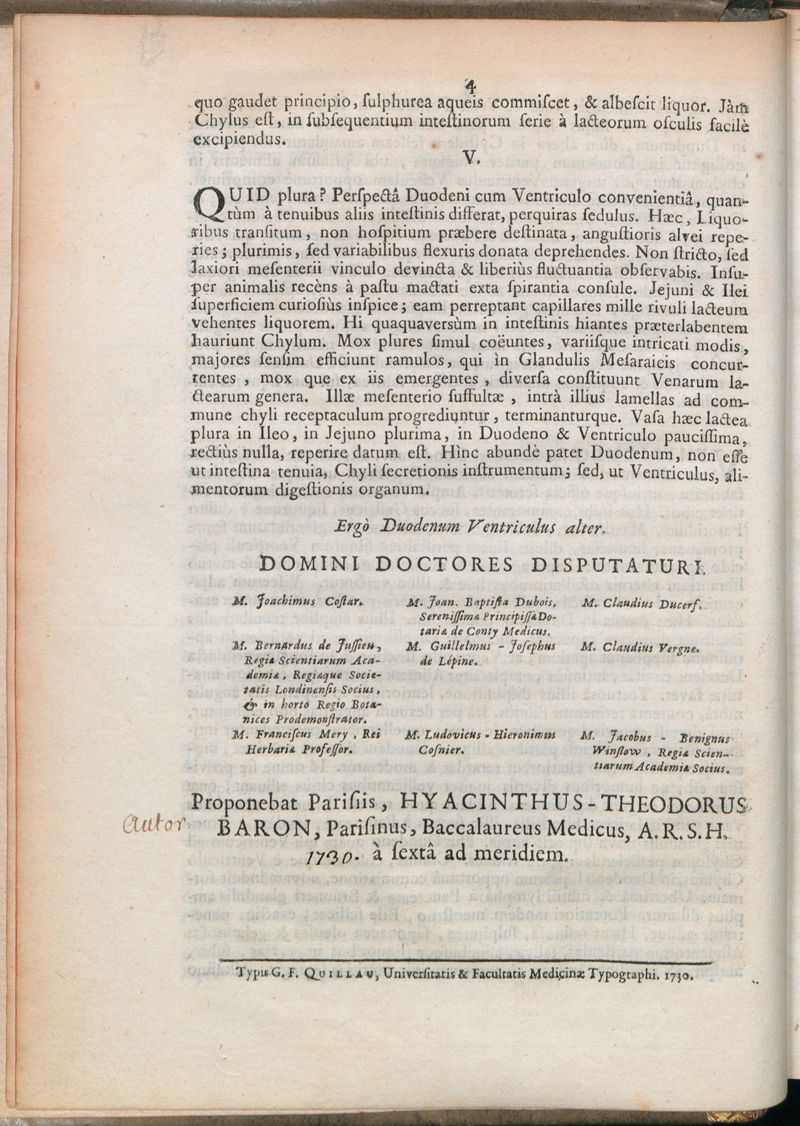 4
quo gaudet principio, ſulphurea aqueis commiſcet, & albeſcit liquor. Jàm
Chylus eſt, in ſubſequentium inteſtinorum ſerie à lacteorum oſculis facilè
excipiendus.
V.
QUID plura? Perſpectâ Duodeni cum Ventriculo convenientiâ, quan-
tùm à tenuibus aliis inteſtinis differat, perquiras ſedulus. Hæc, Liquo-
ribus tranſitum, non hoſpitium præbere deſtinata, anguſtioris alvei repe-
ries; plurimis, ſed variabilibus flexuris donata deprehendes. Non ſtricto, ſed
laxiori meſenterii vinculo devincta & liberiùs fluctuantia obſervabis. Inſu-
per animalis recèns à paſtu mactati exta ſpirantia conſule. Jejuni & Ilei
ſuperficiem curioſiùs inſpice; eam perreptant capillares mille rivuli lacteum
vehentes liquorem. Hi quaquaversùm in inteſtinis hiantes præterlabentem
hauriunt Chylum. Mox plures ſimul coëuntes, variiſque intricati modis,
majores ſenſim efficiunt ramulos, qui in Glandulis Meſaraicis concur-
rentes, mox que ex iis emergentes, diverſa conſtituunt Venarum la-
ctearum genera. Illæ meſenterio ſuffultæ, intrà illius lamellas ad com-
mune chyli receptaculum progrediuntur, terminanturque. Vaſa hæc lactea
plura in Ileo, in Jejuno plurima, in Duodeno & Ventriculo pauciſſima,
rectiùs nulla, reperire datum eſt. Hìnc abundè patet Duodenum, non eſſe
ut inteſtina tenuia, Chyli ſecretionis inſtrumentum; ſed, ut Ventriculus, ali-
mentorum digeſtionis organum.
Ergò Duodenum Ventriculus alter.
DOMINI DOCTORES DISPUTATURI.
M. Joachimus Coſtar.
M. Joan. Baptiſta Dubois,
Sereniſſimæ Principiſſæ Do-
tariæ de Conty Medicus.
M. Claudius Ducerf.
M. Bernardus de Juſſieu,
Regiæ Scientiarum Aca-
demiæ, Regiæque Socie-
tatis Londinenſis Socius,
& in horto Regio Bota-
nices Prodemonſtrator.
M. Guillelmus - Joſephus
de Lépine.
M. Claudius Vergne.
M. Franciſcus Mery, Rei
Herbariæ Profeſſor.
M. Ludovicus - Hieronimus
Coſnier.
M. Jacobus - Benignus
Winſlow, Regiæ Scien-
tiarum Academiæ Socius.
Proponebat Pariſiis, HYACINTHUS-THEODORUS
autor BARON, Pariſinus, Baccalaureus Medicus, A. R. S. H.
1730. à ſextâ ad meridiem.
Typis G. F. QUILLAU, Univerſitatis & Facultatis Medicinæ Typographi. 1730.